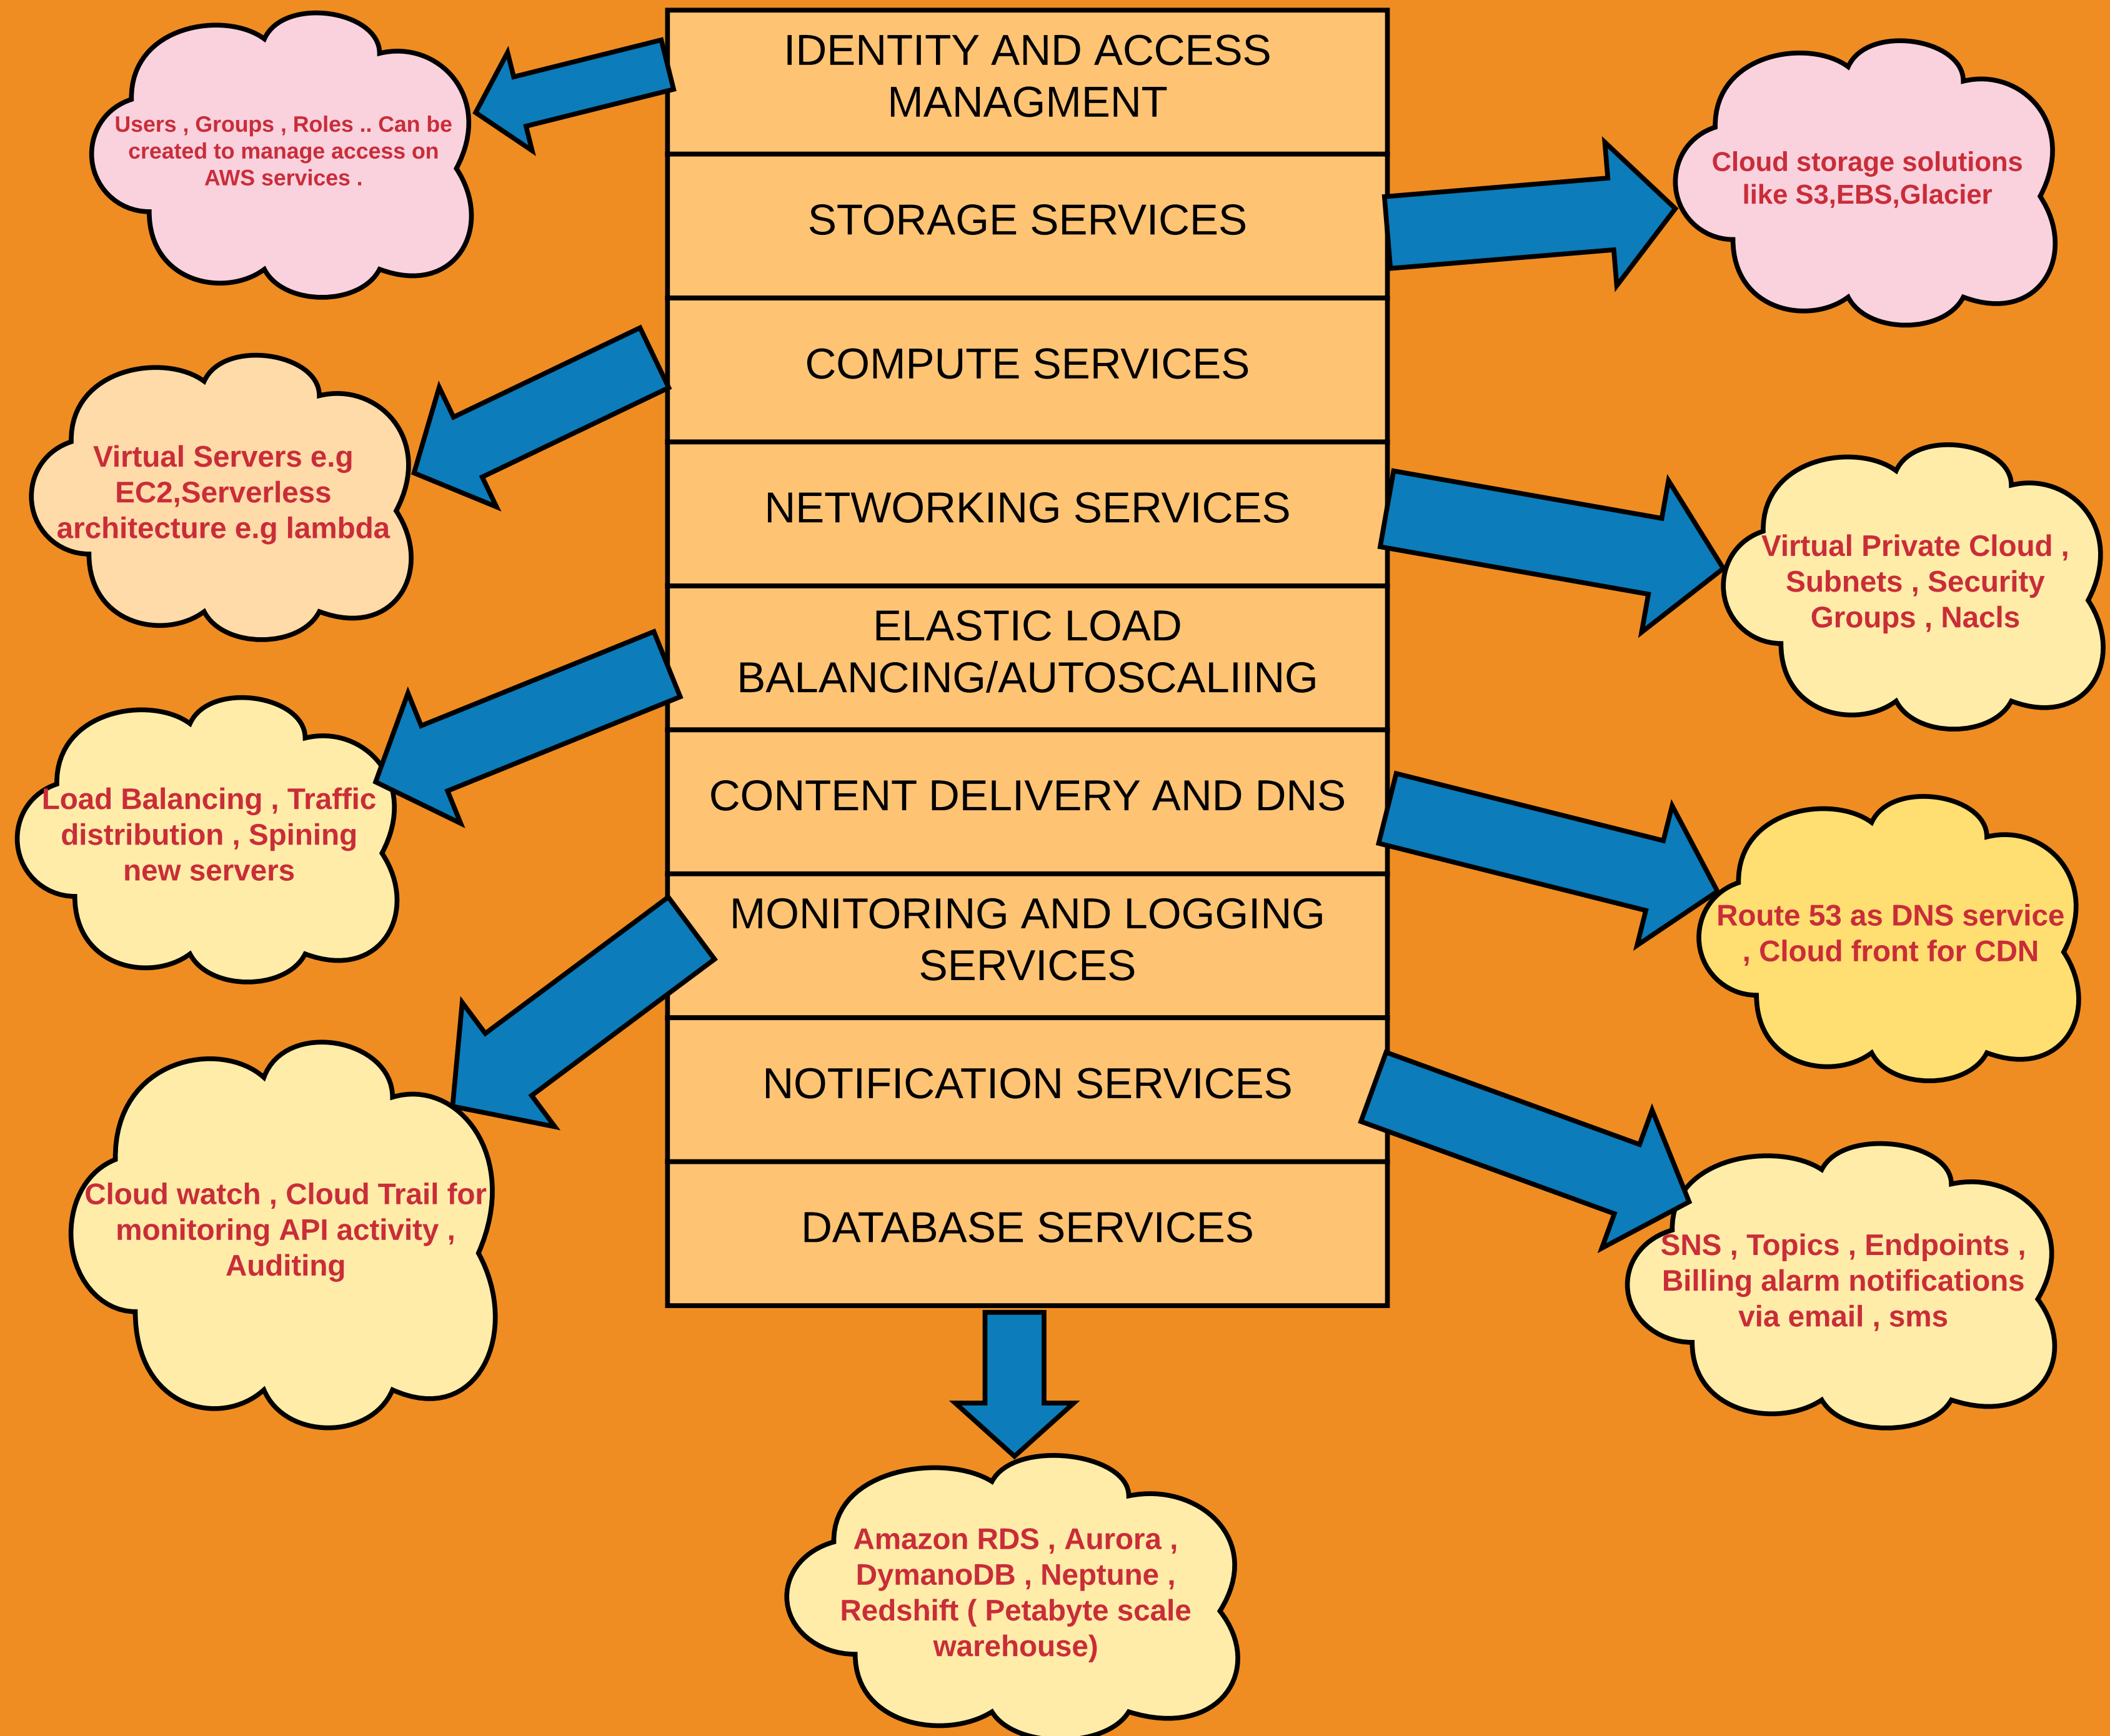 IDENTITY AND ACCESS
MANAGMENT
STORAGE SERVICES
COMPUTE SERVICES
NETWORKING SERVICES
ELASTIC LOAD
BALANCING/AUTOSCALIING
CONTENT DELIVERY AND DNS
MONITORING AND LOGGING
SERVICES
NOTIFICATION SERVICES
DATABASE SERVICES
Users , Groups , Roles .. Can be
created to manage access on
AWS services .
Cloud storage solutions
like S3,EBS,Glacier
Virtual Servers e.g
EC2,Serverless
architecture e.g lambda
Virtual Private Cloud ,
Subnets , Security
Groups , Nacls
Load Balancing , Traffic
distribution , Spining
new servers
Route 53 as DNS service
, Cloud front for CDN
Cloud watch , Cloud Trail for
monitoring API activity ,
Auditing
SNS , Topics , Endpoints ,
Billing alarm notifications
via email , sms
Amazon RDS , Aurora ,
DymanoDB , Neptune ,
Redshift ( Petabyte scale
warehouse)